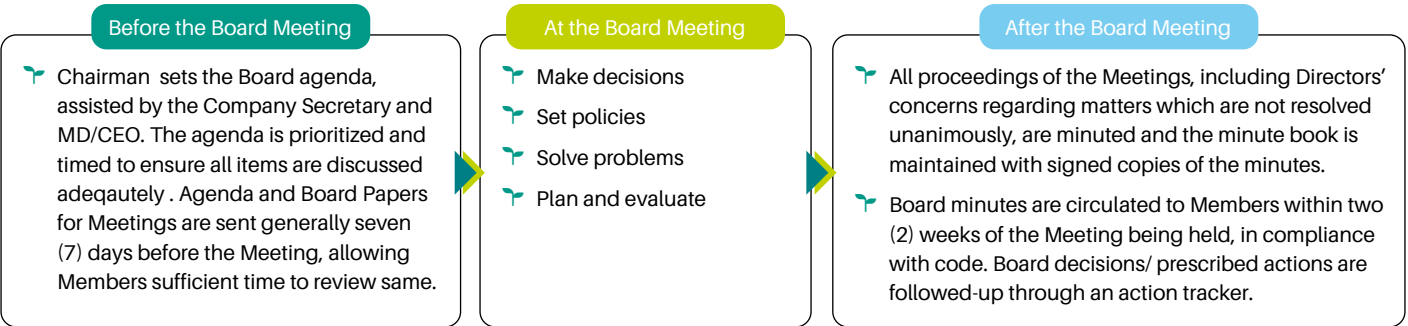 Before the Board Meeting
Chairman sets the Board agenda,
assisted by the Company Secretary and
MD/CEO. The agenda is prioritized and
timed to ensure all items are discussed
adeqautely . Agenda and Board Papers
for Meetings are sent generally seven
(7) days before the Meeting, allowing
Members sufficient time to review same.
At the Board Meeting
Make decisions
Set policies
Solve problems
Plan and evaluate
After the Board Meeting
All proceedings of the Meetings, including Directors’
concerns regarding matters which are not resolved
unanimously, are minuted and the minute book is
maintained with signed copies of the minutes.
Board minutes are circulated to Members within two
(2) weeks of the Meeting being held, in compliance
with code. Board decisions/ prescribed actions are
followed-up through an action tracker.